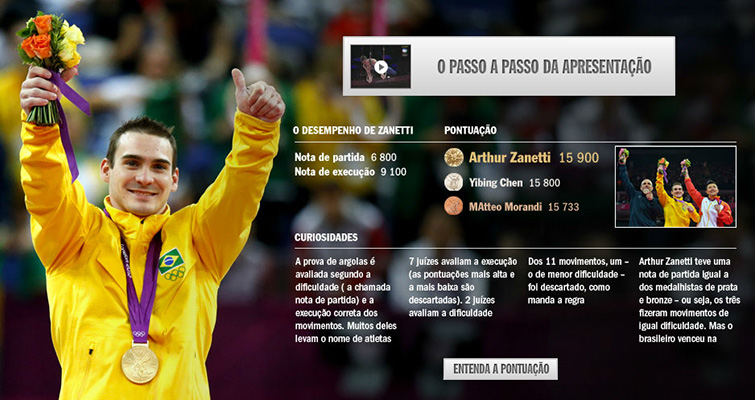 O PASSO A PASSO DA APRESENTAÇÃO
O DESEMPENHO DE ZANETTI
Nota de partida 6 800
Nota de execução 9 100
PONTUAÇÃO
Arthur Zanetti 15 900
Yibing Chen 15 800
MAtteo Morandi 15 733
CURIOSIDADES
A prova de argolas é
avaliada segundo a
dificuldade ( a chamada
nota de partida) e a
execução correta dos
movimentos. Muitos deles
levam o nome de atletas
7 juízes avaliam a execução
(as pontuações mais alta e
a mais baixa são
descartadas). 2 juízes
avaliam a dificuldade
Dos 11 movimentos, um –
o de menor dificuldade –
foi descartado, como
manda a regra
Arthur Zanetti teve uma
nota de partida igual a
dos medalhistas de prata
e bronze – ou seja, os três
fizeram movimentos de
igual dificuldade. Mas o
brasileiro venceu na
ENTENDA A PONTUAÇÃO